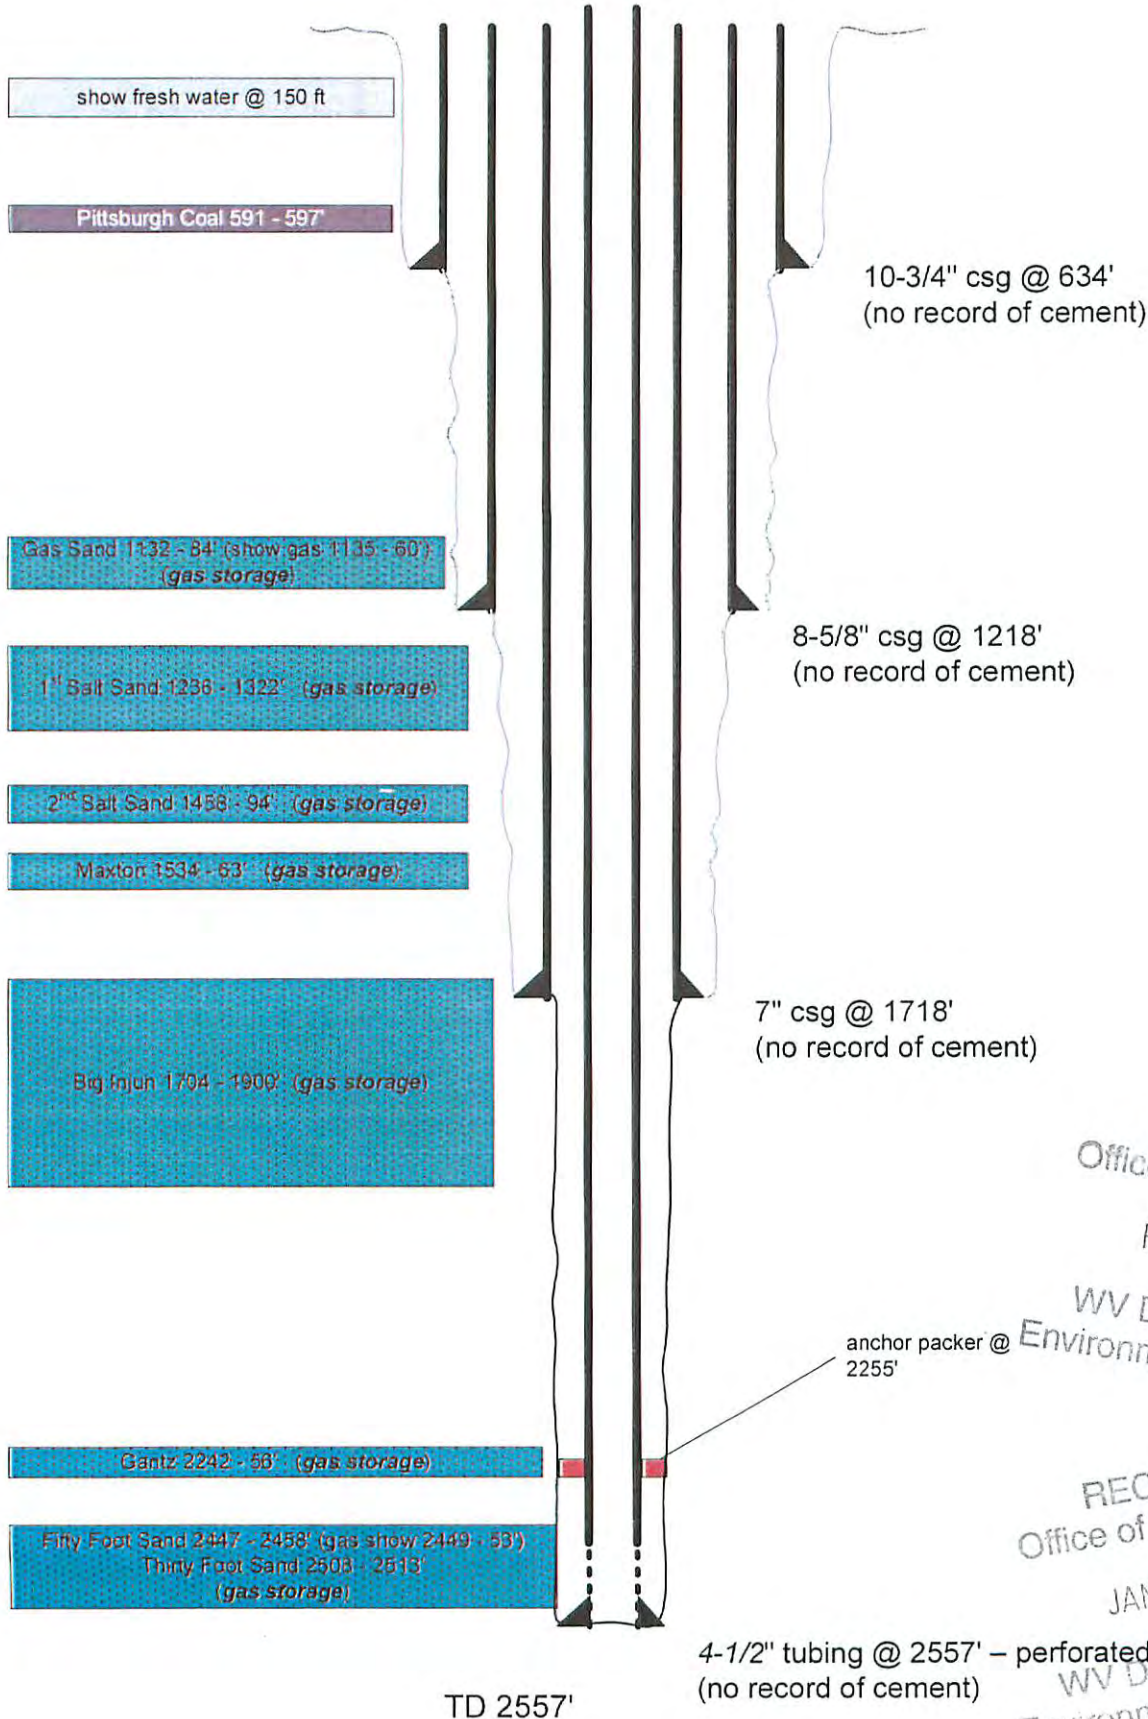 show fresh water @ 150 ft
Pittsburgh Coal 591 - 597'
10-3/4" csg @ 634'
(no record of cement)
Gas Sand 1132 - 84' (show gas 1135 - 60')
(gas storage)
8-5/8" csg @ 1218'
(no record of cement)
1st Salt Sand 1236 - 1322' (gas storage)
2nd Salt Sand 1458 - 94' (gas storage)
Maxton 1534 - 63' (gas storage)
7" csg @ 1718'
(no record of cement)
Big Injun 1704 - 1900' (gas storage)
WV
anchor packer @
2255'
Gantz 2242 - 56' (gas storage)
Fifty Foot Sand 2447 - 2458' (gas show 2449 - 53')
Thirty Foot Sand 2508 - 2513'
(gas storage)
Office of
JAN
4-1/2" tubing @ 2557' – perforated
(no record of cement)
WV
TD 2557'